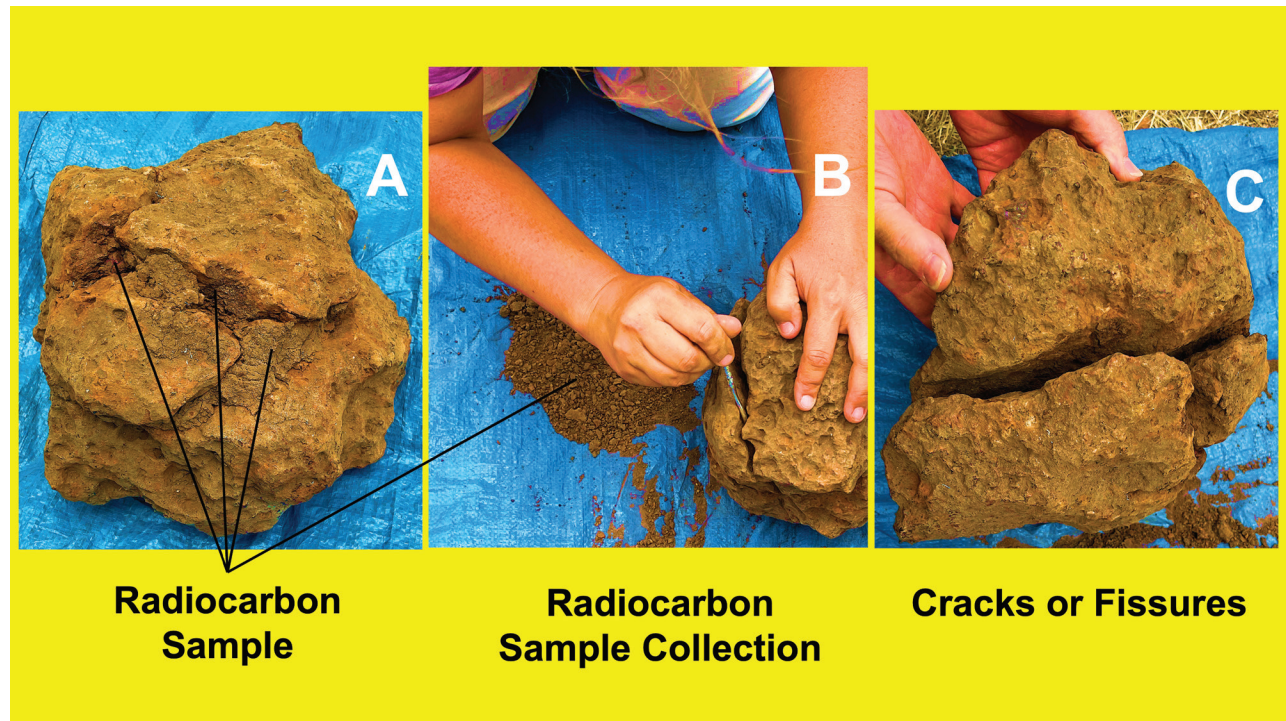 A
B
C
Radiocarbon
Sample
Radiocarbon
Sample Collection
Cracks or Fissures